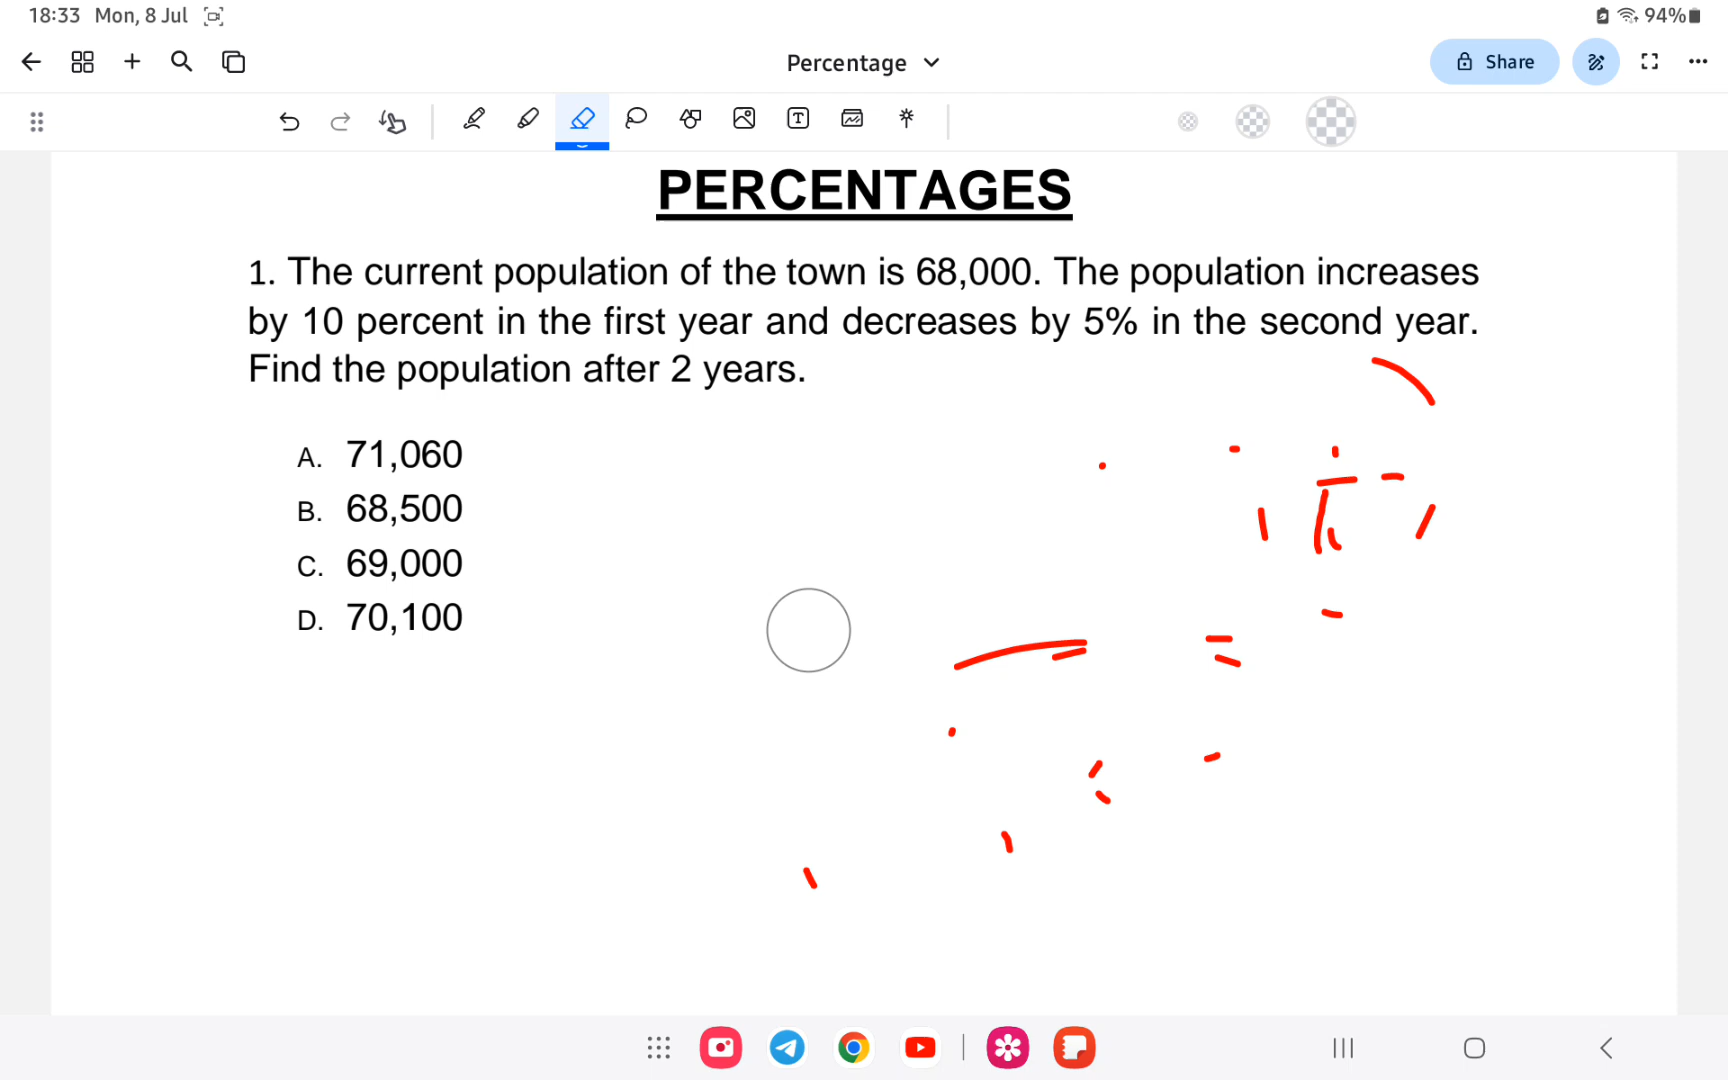 18:33 Mon, 8 Jul 94%
Percentage
Share
PERCENTAGES
1. The current population of the town is 68,000. The population increases
by 10 percent in the first year and decreases by 5% in the second year.
Find the population after 2 years.
A. 71,060
B. 68,500
C. 69,000
D. 70,100